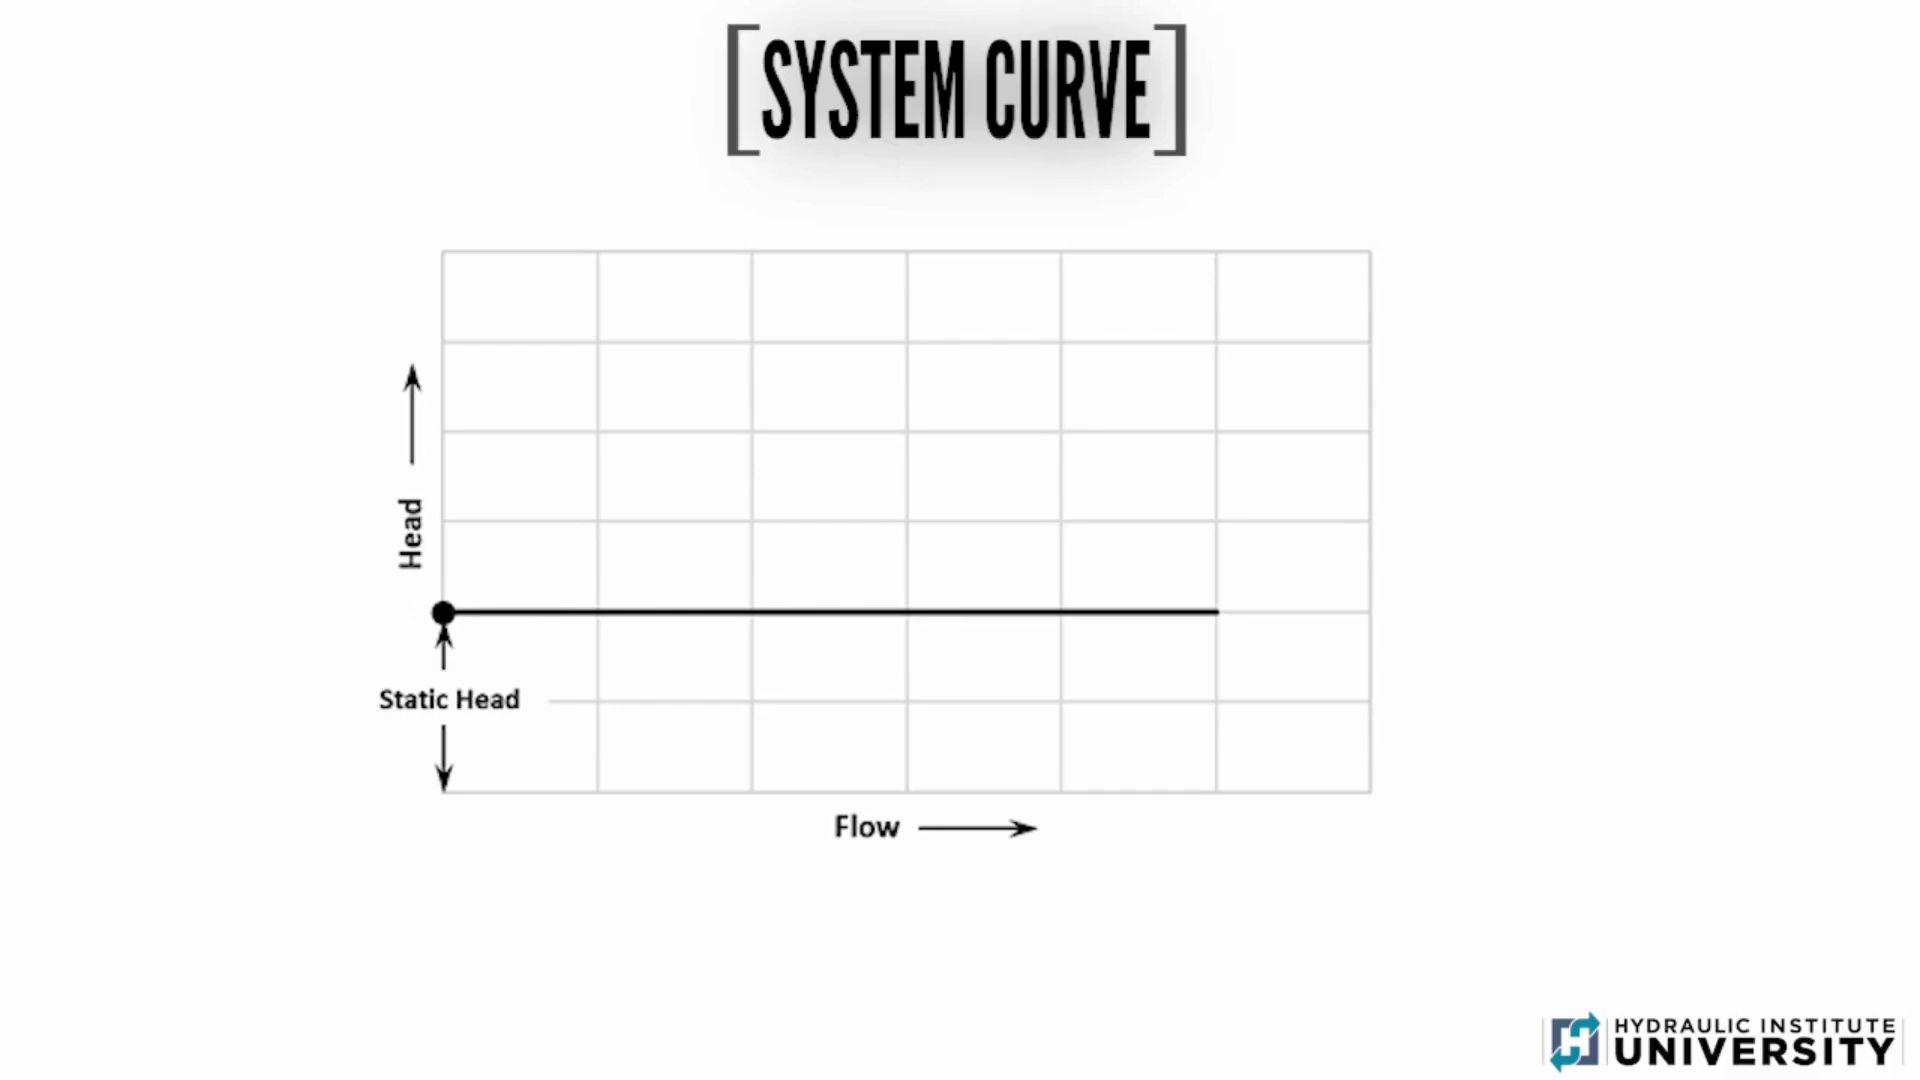 [SYSTEM CURVE]
Head
Static Head
Flow
HYDRAULIC INSTITUTE
UNIVERSITY